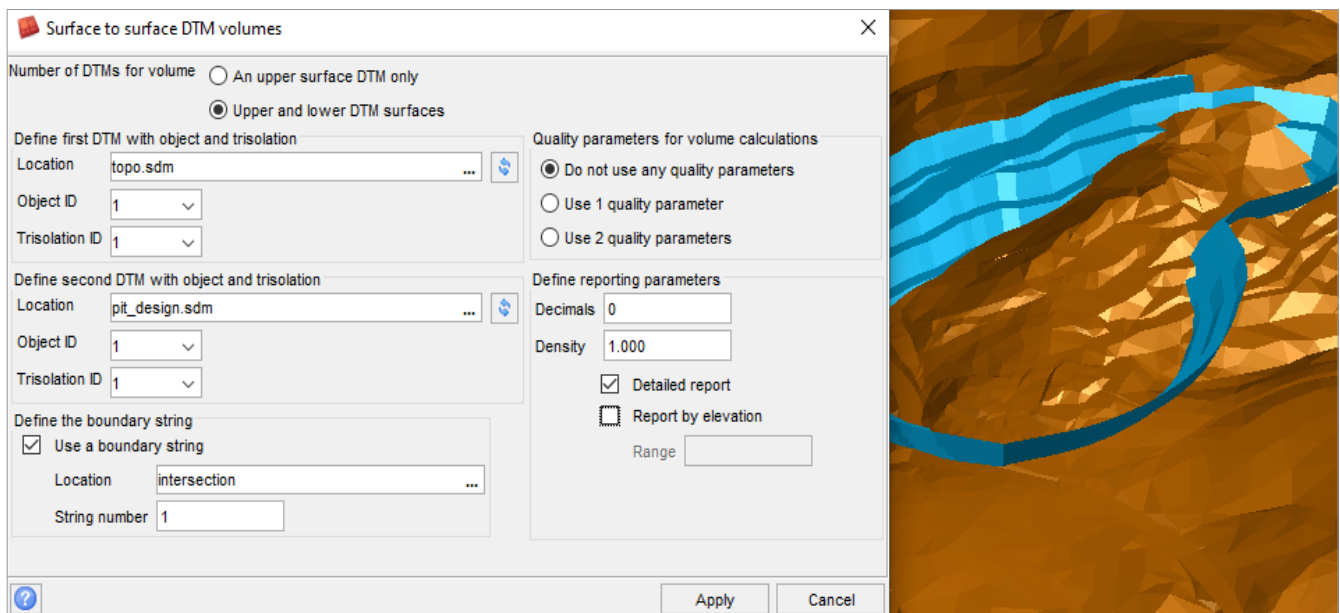 Surface to surface DTM volumes
Number of DTMs for volume
An upper surface DTM only
Upper and lower DTM surfaces
Define first DTM with object and trisolation
Location topo.sdm ...
Object ID 1
Trisolation ID 1
Define second DTM with object and trisolation
Location pit_design.sdm ...
Object ID 1
Trisolation ID 1
Define the boundary string
Use a boundary string
Location intersection ...
String number 1
Quality parameters for volume calculations
Do not use any quality parameters
Use 1 quality parameter
Use 2 quality parameters
Define reporting parameters
Decimals 0
Density 1.000
Detailed report
Report by elevation
Range
?
Apply Cancel